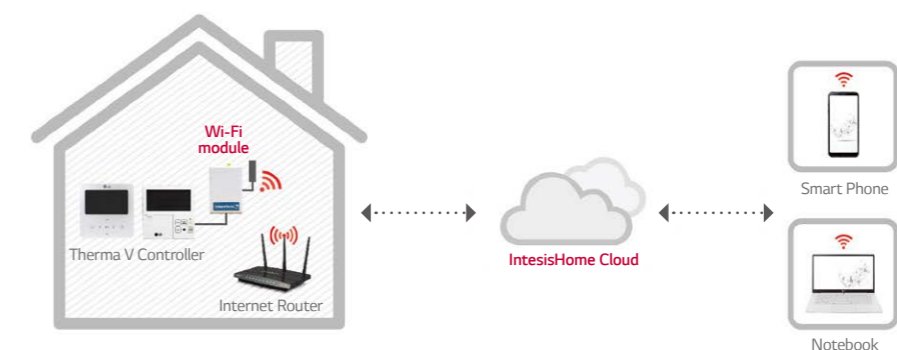 Wi-Fi
module
Therma V Controller
Internet Router
IntesisHome Cloud
Smart Phone
Notebook